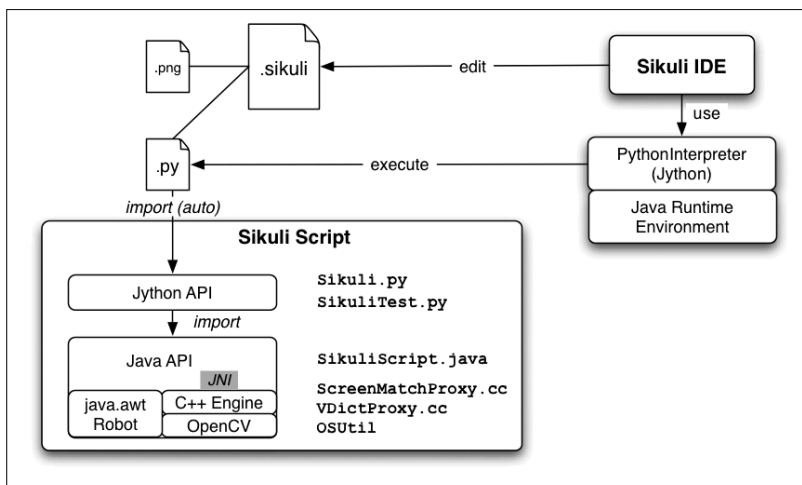 .png
.sikuli
edit
Sikuli IDE
use
.py
execute
PythonInterpreter
(Jython)
Java Runtime
Environment
import (auto)
Sikuli Script
Jython API
Sikuli.py
SikuliTest.py
import
Java API
SikuliScript.java
JNI
java.awt
Robot
C++ Engine
OpenCV
ScreenMatchProxy.cc
VDictProxy.cc
OSUtil